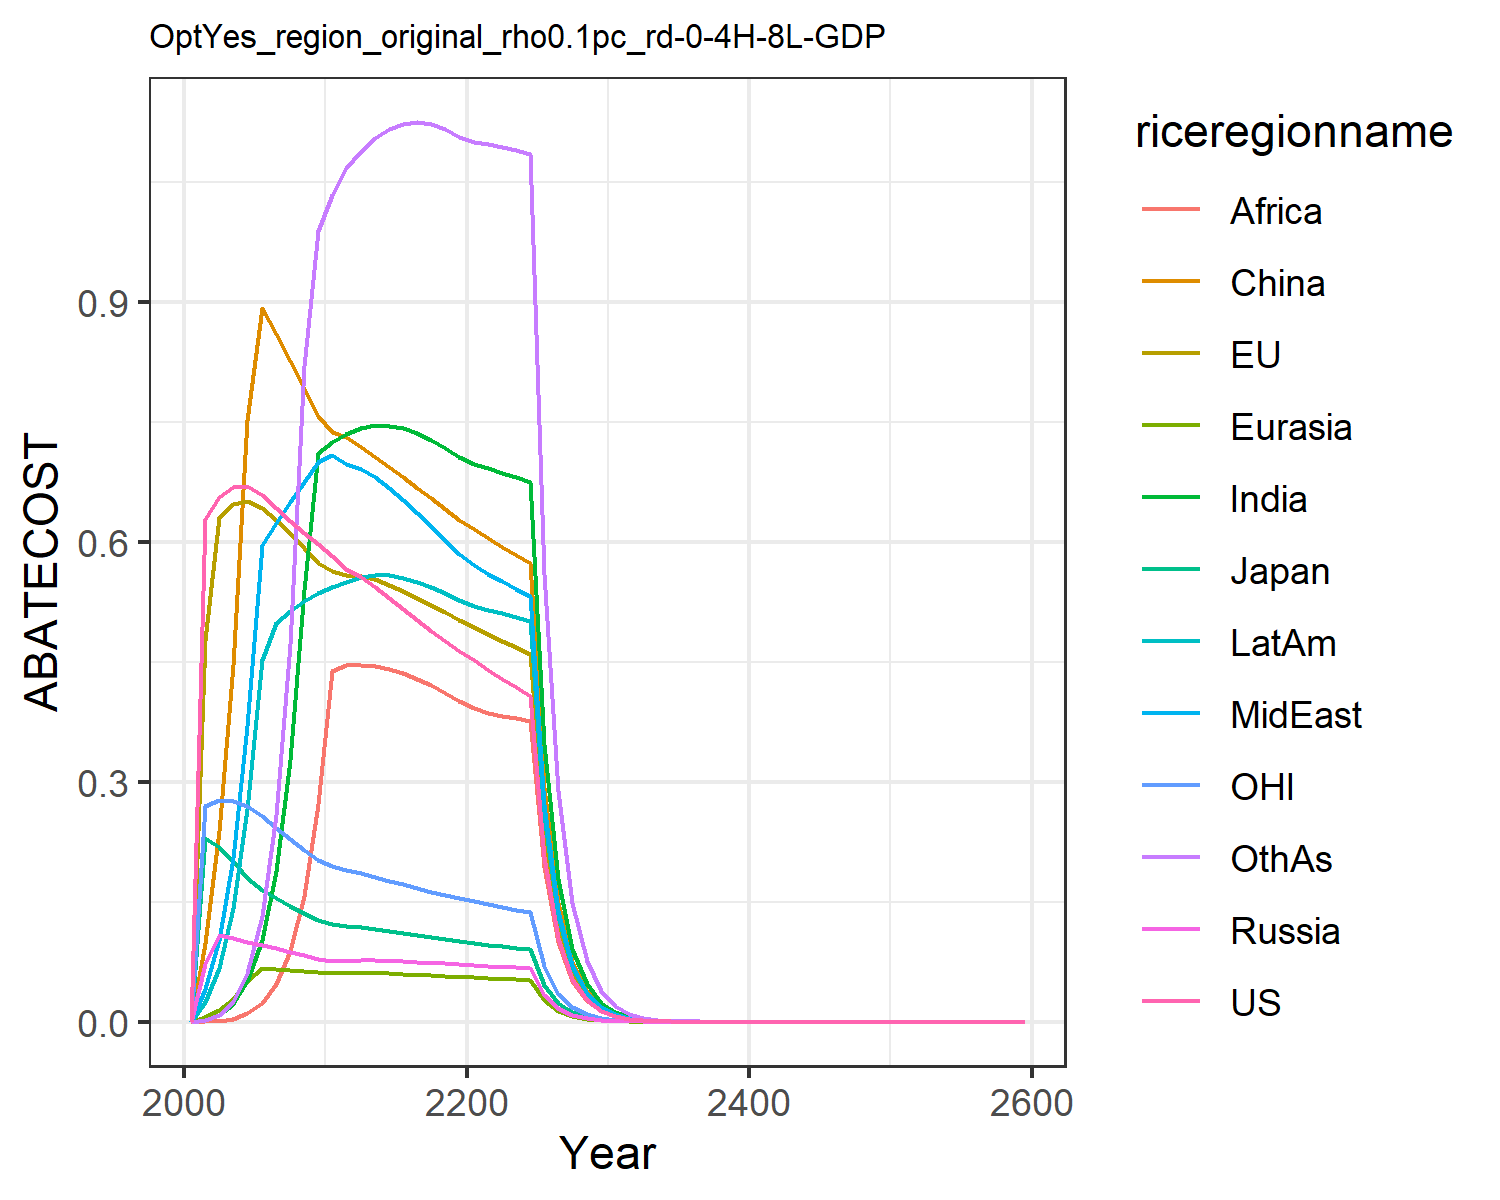 OptYes_region_original_rho0.1pc_rd-0-4H-8L-GDP
ABATECOST
0.9
0.6
0.3
0.0
2000
2200
2400
2600
Year
riceregionname
Africa
China
EU
Eurasia
India
Japan
LatAm
MidEast
OHI
OthAs
Russia
US